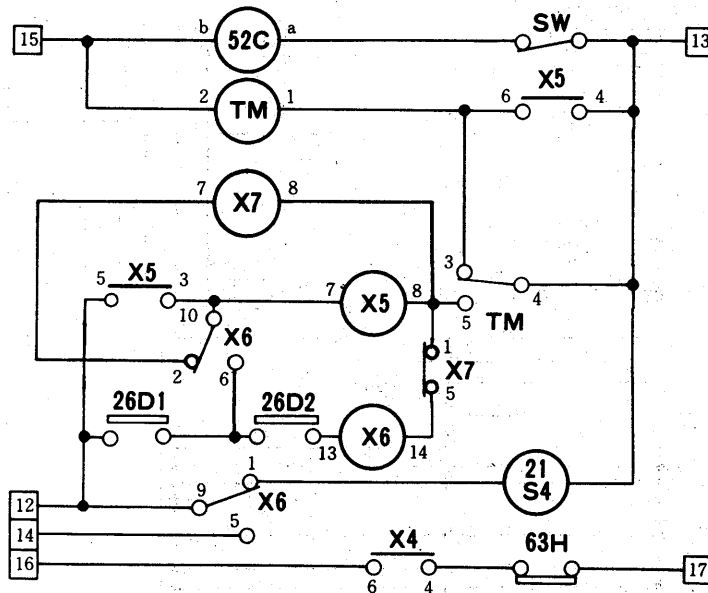 15 b 52C a SW 13
2 TM 1 6 X5 4
7 X7 8
5 X5 3 7 X5 8 3 4 5 TM
10 X6 2 6 1 X7 5
26D1 26D2 13 X6 14
12 9 1 X6 21 S4
14 5
16 X4 6 4 63H 17